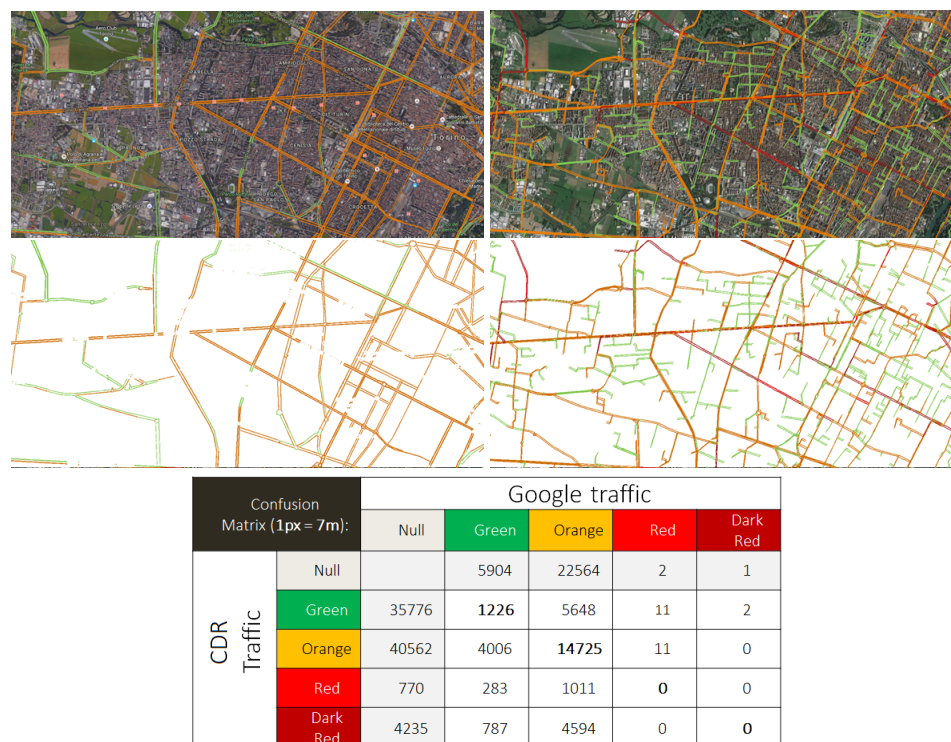 TORINO
CROCETTA
Google traffic
Confusion
Matrix (1px = 7m):
Null Green Orange Red Dark
Red
Null 5904 22564 2 1
CDR
Traffic
Green 35776 1226 5648 11 2
Orange 40562 4006 14725 11 0
Red 770 283 1011 0 0
Dark
Red 4235 787 4594 0 0